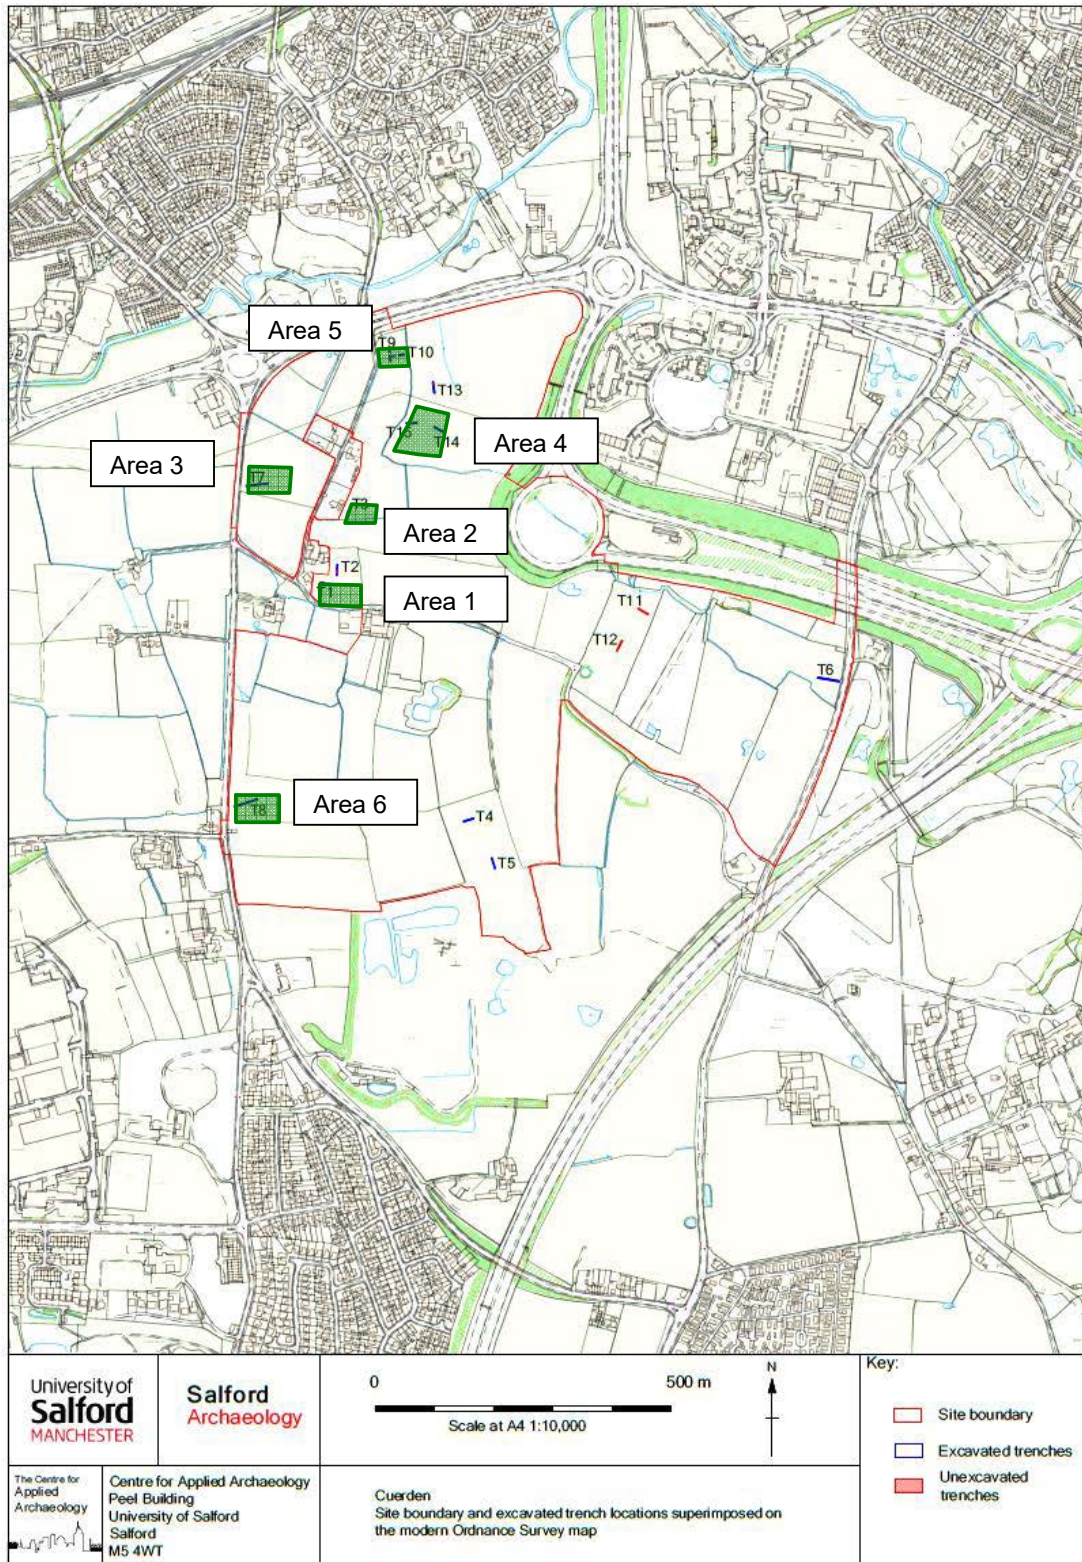 Area 5
T9
T10
T13
T14
Area 4
Area 3
Area 2
T2
Area 1
T11
T12
T6
T8
Area 6
T4
T5
University of
Salford
MANCHESTER
Salford
Archaeology
0
500 m
Scale at A4 1:10,000
N
Key:
Site boundary
Excavated trenches
Unexcavated
trenches
The Centre for
Applied
Archaeology
Centre for Applied Archaeology
Peel Building
University of Salford
Salford
M5 4WT
Cuerden
Site boundary and excavated trench locations superimposed on
the modern Ordnance Survey map